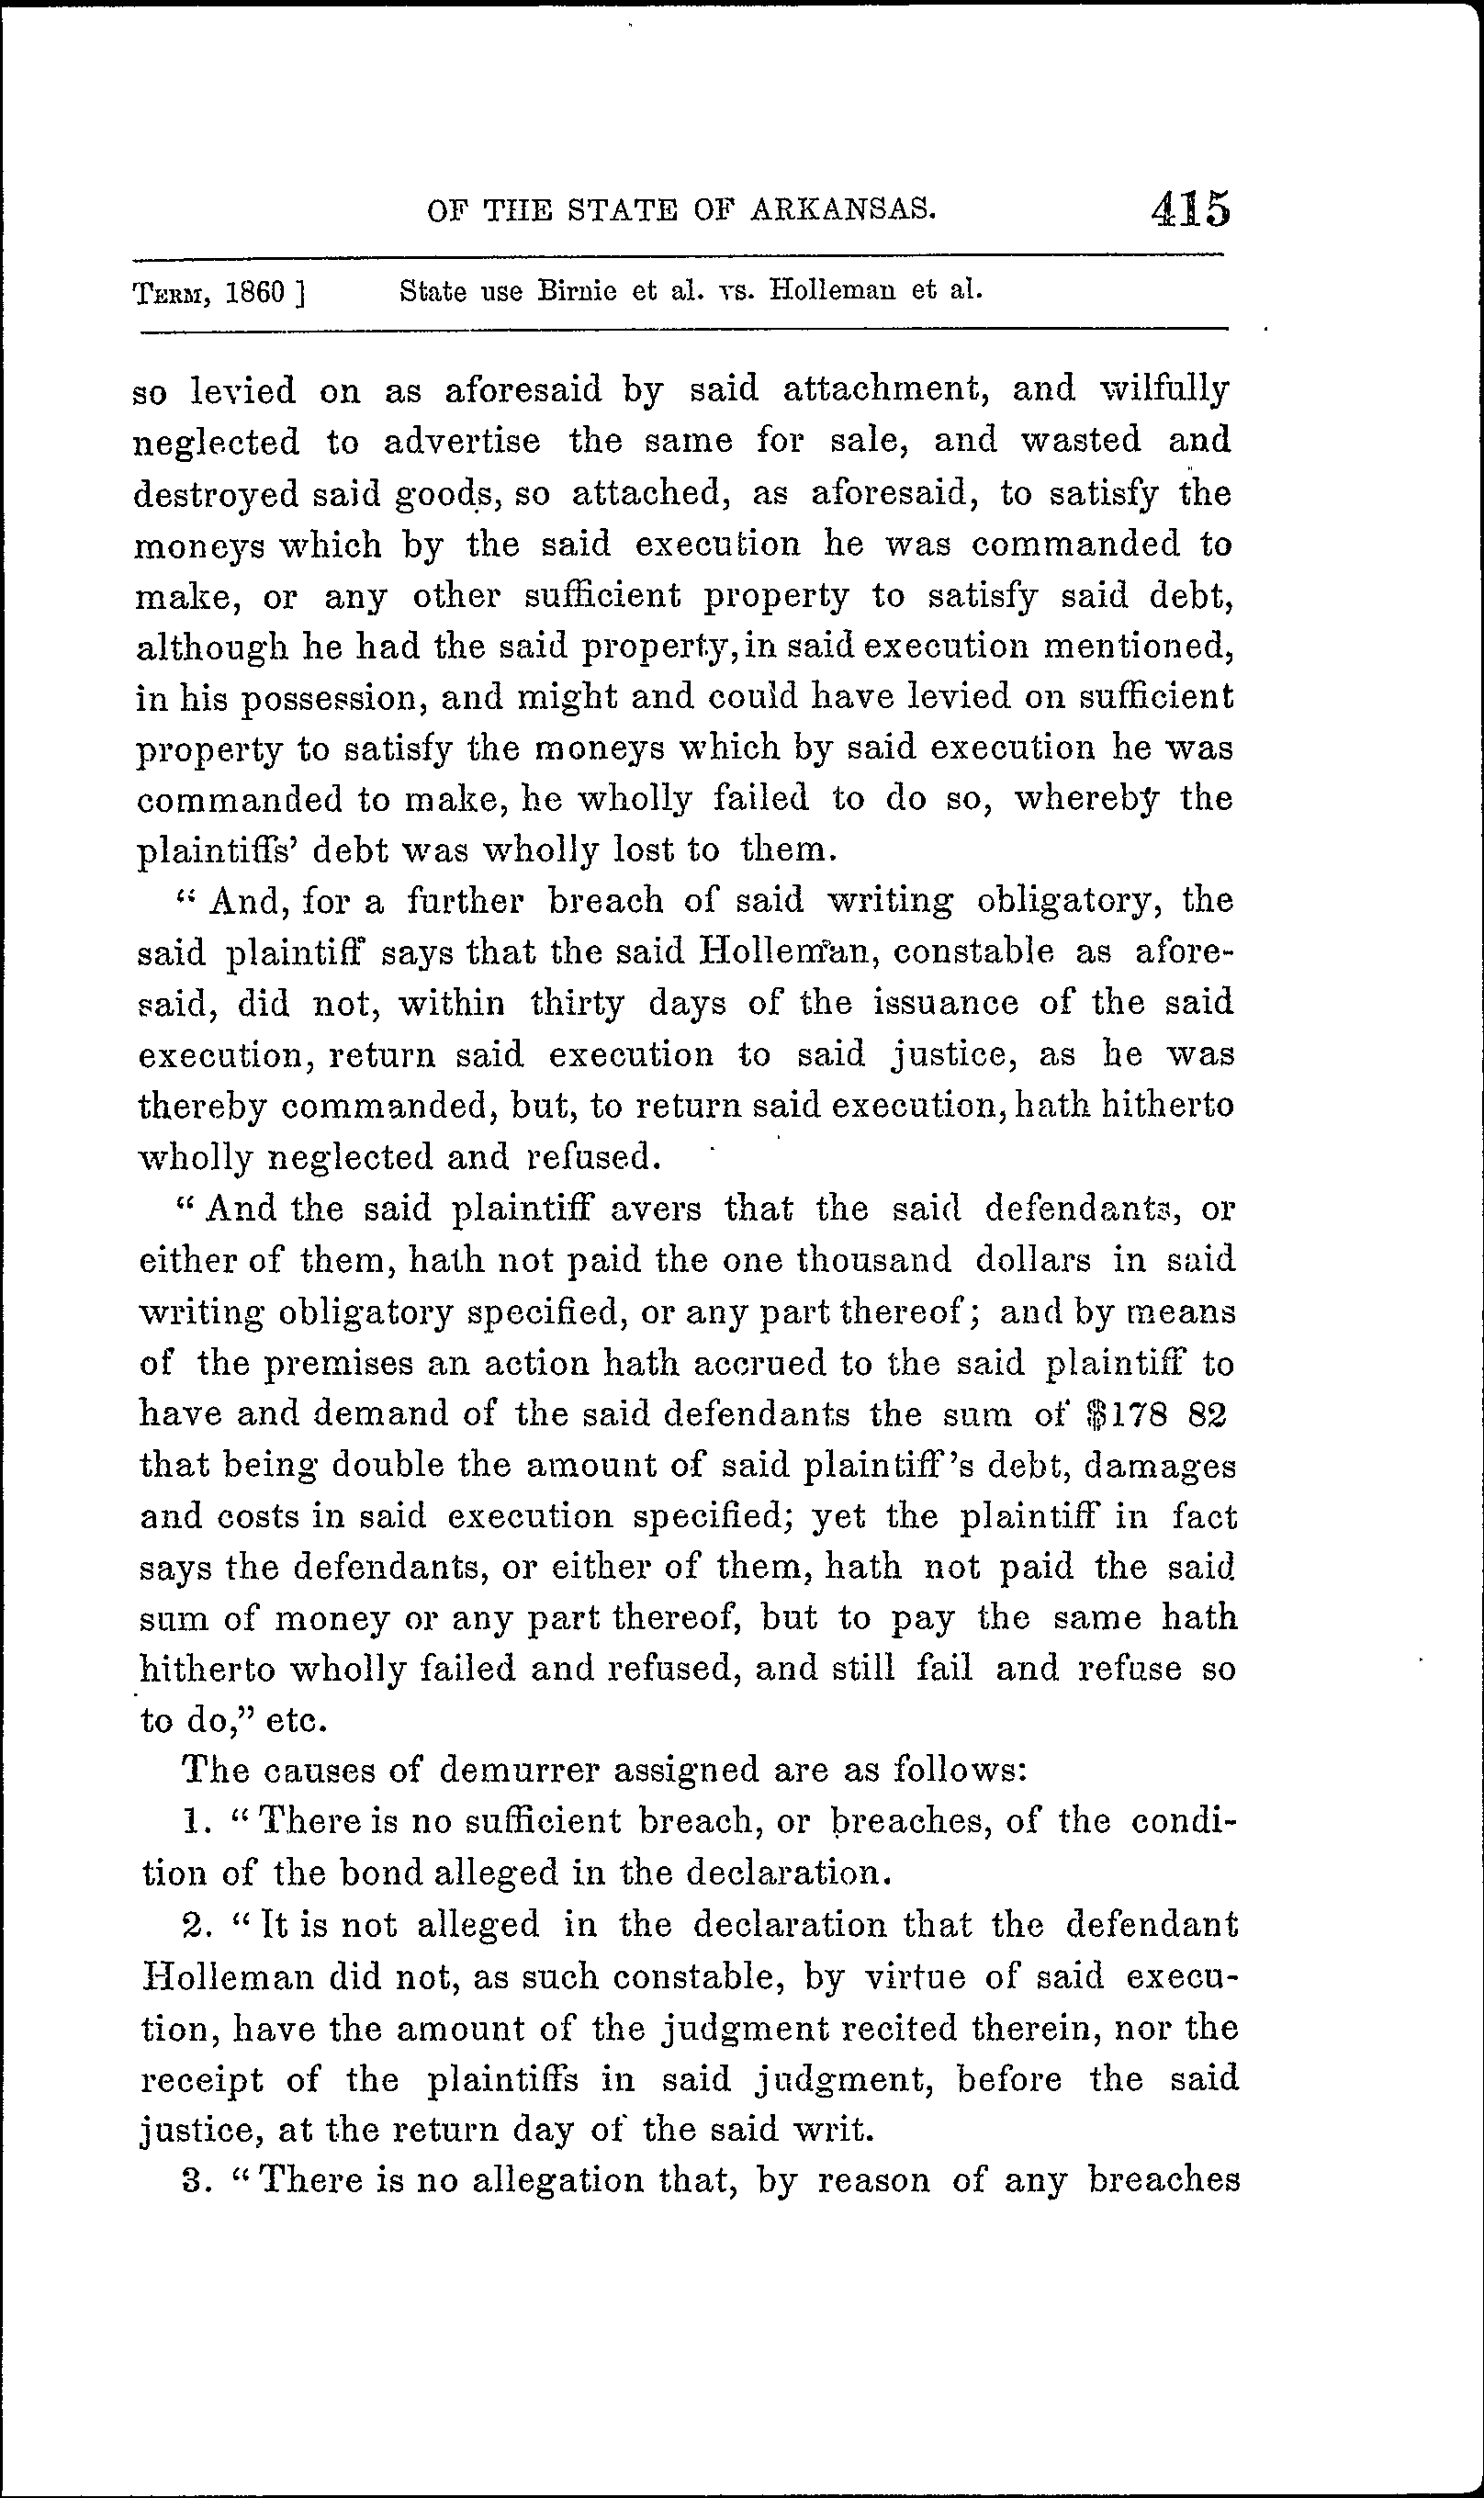 OF THE STATE OF ARKANSAS. 415
TERM, 1860 ] State use Birnie et al. vs. Holleman et al.
so levied on as aforesaid by said attachment, and wilfully
neglected to advertise the same for sale, and wasted and
destroyed said goods, so attached, as aforesaid, to satisfy the
moneys which by the said execution he was commanded to
make, or any other sufficient property to satisfy said debt,
although he had the said property, in said execution mentioned,
in his possession, and might and could have levied on sufficient
property to satisfy the moneys which by said execution he was
commanded to make, he wholly failed to do so, whereby the
plaintiffs' debt was wholly lost to them.
" And, for a further breach of said writing obligatory, the
said plaintiff says that the said Holleman, constable as afore-
said, did not, within thirty days of the issuance of the said
execution, return said execution to said justice, as he was
thereby commanded, but, to return said execution, hath hitherto
wholly neglected and refused.
" And the said plaintiff avers that the said defendants, or
either of them, hath not paid the one thousand dollars in said
writing obligatory specified, or any part thereof; and by means
of the premises an action hath accrued to the said plaintiff to
have and demand of the said defendants the sum of $178 82
that being double the amount of said plaintiff's debt, damages
and costs in said execution specified; yet the plaintiff in fact
says the defendants, or either of them, hath not paid the said
sum of money or any part thereof, but to pay the same hath
hitherto wholly failed and refused, and still fail and refuse so
to do," etc.
The causes of demurrer assigned are as follows:
1. " There is no sufficient breach, or breaches, of the condi-
tion of the bond alleged in the declaration.
2. " It is not alleged in the declaration that the defendant
Holleman did not, as such constable, by virtue of said execu-
tion, have the amount of the judgment recited therein, nor the
receipt of the plaintiffs in said judgment, before the said
justice, at the return day of the said writ.
3. " There is no allegation that, by reason of any breaches